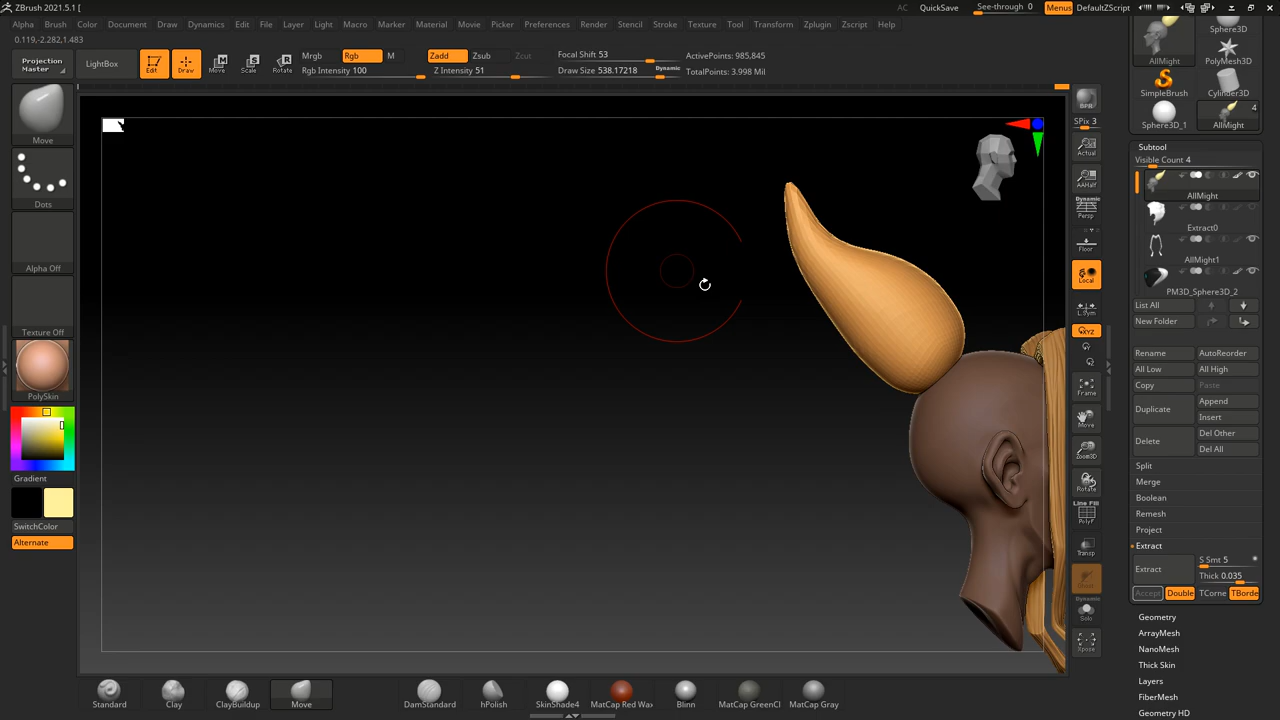 ZBrush 2021.5.1 [
AC QuickSave See-through 0 Menus DefaultZScript
Alpha Brush Color Document Draw Dynamics Edit File Layer Light Macro Marker Material Movie Picker Preferences Render Stencil Stroke Texture Tool Transform Zplugin Zscript Help
0.119,-2.282,1.483
Projection Master
LightBox
Edit Draw Move Scale Rotate
Mrgb Rgb M
Rgb Intensity 100
Zadd Zsub Zcut
Z Intensity 51
Focal Shift 53
Draw Size 538.17218 Dynamic
ActivePoints: 985,845
TotalPoints: 3.998 Mil
Move
Dots
Alpha Off
Texture Off
PolySkin
Gradient
SwitchColor
Alternate
BPR
SPix 3
Actual
AAHalf
Dynamic
Persp
Floor
Local
L.Sym
XYZ
Frame
Move
Zoom3D
Rotate
Line Fill
PolyF
Transp
Dynamic
Solo
Xpose
AllMight
Sphere3D
PolyMesh3D
SimpleBrush
Cylinder3D
Sphere3D_1
4
AllMight
Subtool
Visible Count 4
AllMight
Extract0
AllMight1
PM3D_Sphere3D_2
List All
New Folder
Rename AutoReorder
All Low All High
Copy Paste
Duplicate Append
Insert
Delete Del Other
Del All
Split
Merge
Boolean
Remesh
Project
Extract
Extract S Smt 5
Thick 0.035
Accept Double TCorne TBorde
Geometry
ArrayMesh
NanoMesh
Thick Skin
Layers
FiberMesh
Geometry HD
Standard Clay ClayBuildup Move DamStandard hPolish SkinShade4 MatCap Red Wax Blinn MatCap GreenCl MatCap Gray